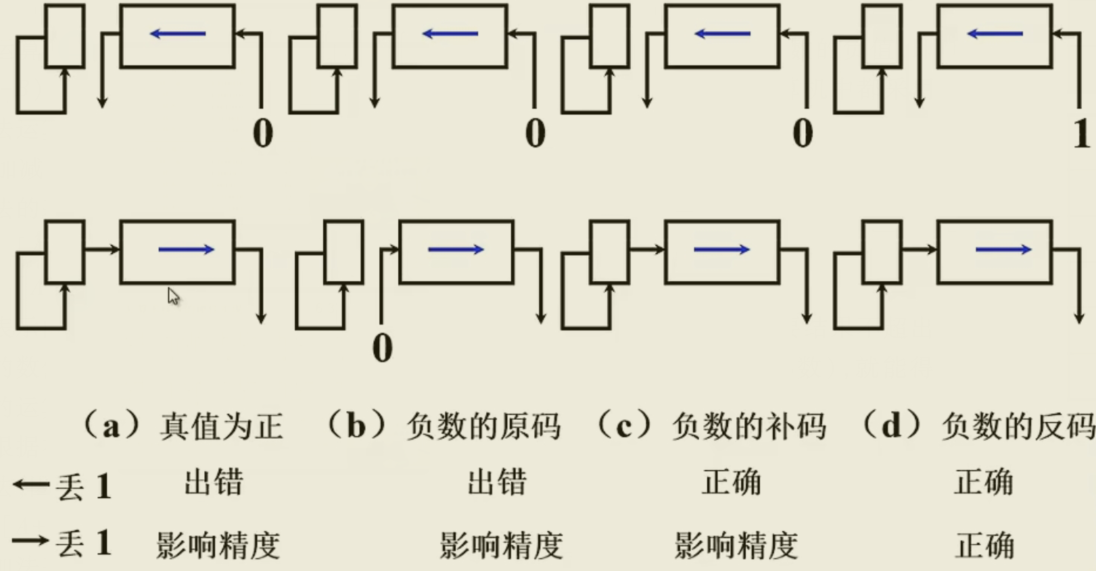 0 0 0 1
0
（a）真值为正 （b）负数的原码 （c）负数的补码 （d）负数的反码
←丢 1 出错 出错 正确 正确
→丢 1 影响精度 影响精度 影响精度 正确